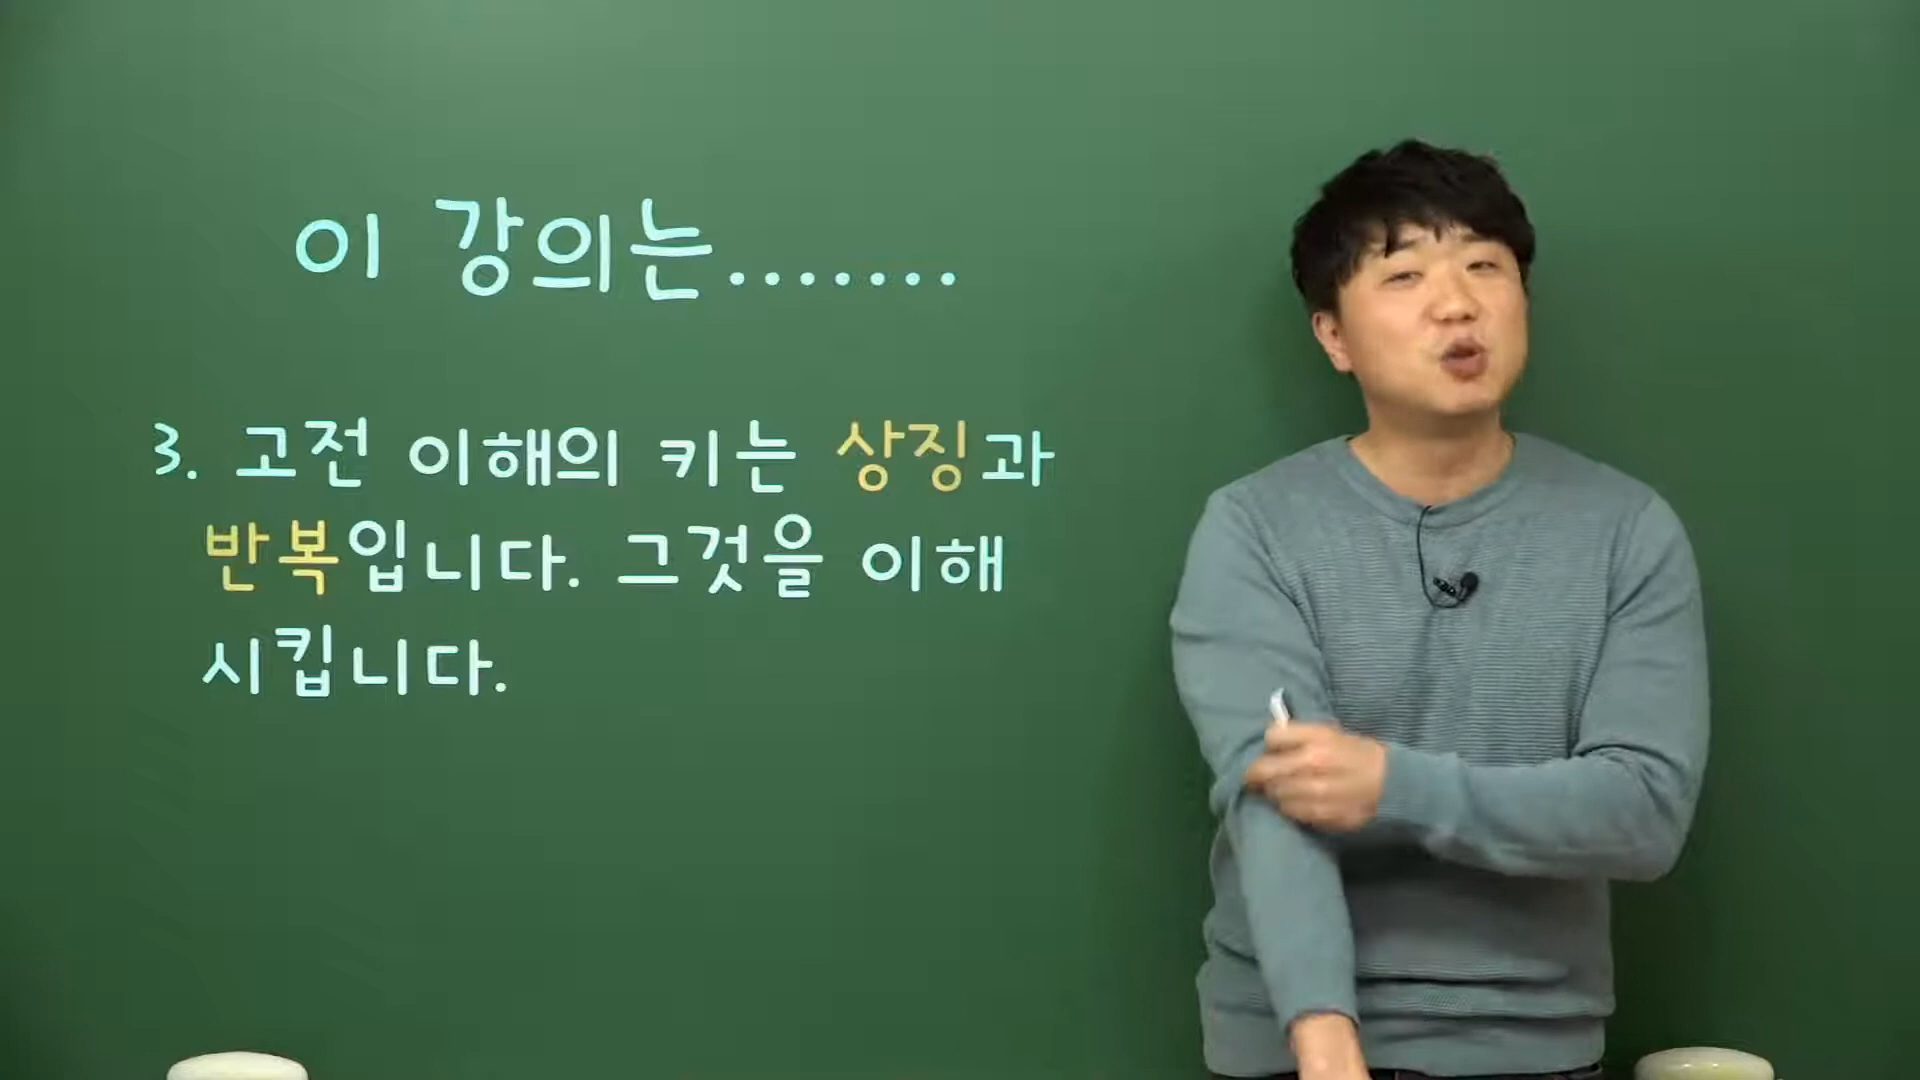 이 강의는.......
3. 고전 이해의 키는 상징과
반복입니다. 그것을 이해
시킵니다.